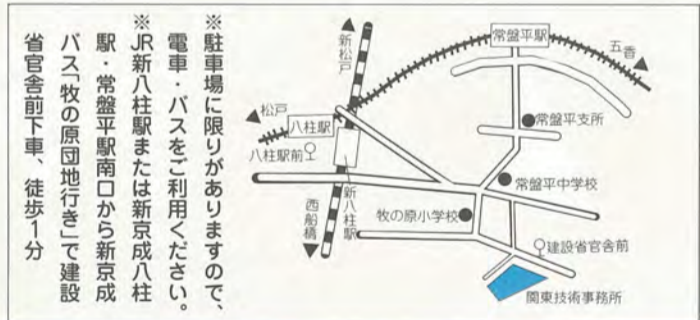 ※駐車場に限りがありますので、
電車・バスをご利用ください。
※JR新八柱駅または新京成八柱
駅・常盤平駅南口から新京成
バス「牧の原団地行き」で建設
省官舎前下車、徒歩1分
新松戸
常盤平駅
五香
松戸
八柱駅
八柱駅前
新八柱駅
西船橋
常盤平支所
常盤平中学校
牧の原小学校
建設省官舎前
関東技術事務所